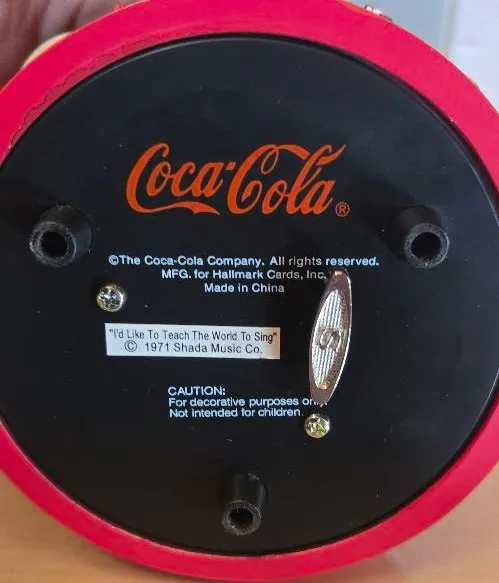 Coca-Cola®
©The Coca-Cola Company. All rights reserved.
MFG. for Hallmark Cards, Inc.
Made in China
"I'd Like To Teach The World To Sing"
© 1971 Shada Music Co.
CAUTION:
For decorative purposes
Not intended for children.
S